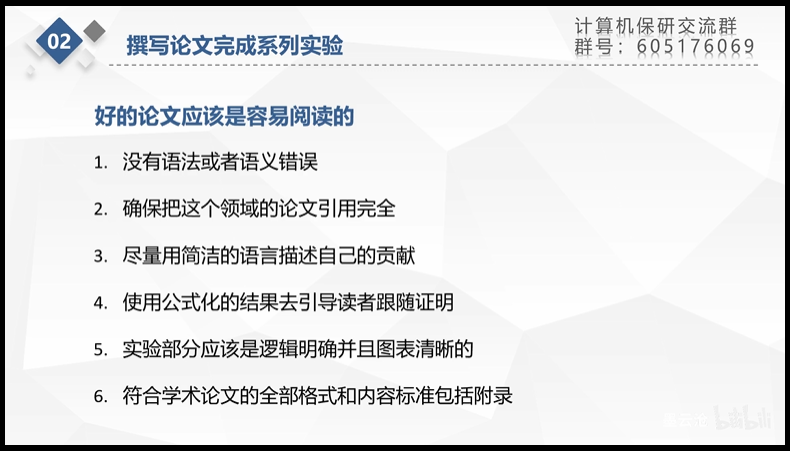 02
撰写论文完成系列实验
计算机保研交流群
群号：605176069
好的论文应该是容易阅读的
1. 没有语法或者语义错误
2. 确保把这个领域的论文引用完全
3. 尽量用简洁的语言描述自己的贡献
4. 使用公式化的结果去引导读者跟随证明
5. 实验部分应该是逻辑明确并且图表清晰的
6. 符合学术论文的全部格式和内容标准包括附录
bilibili